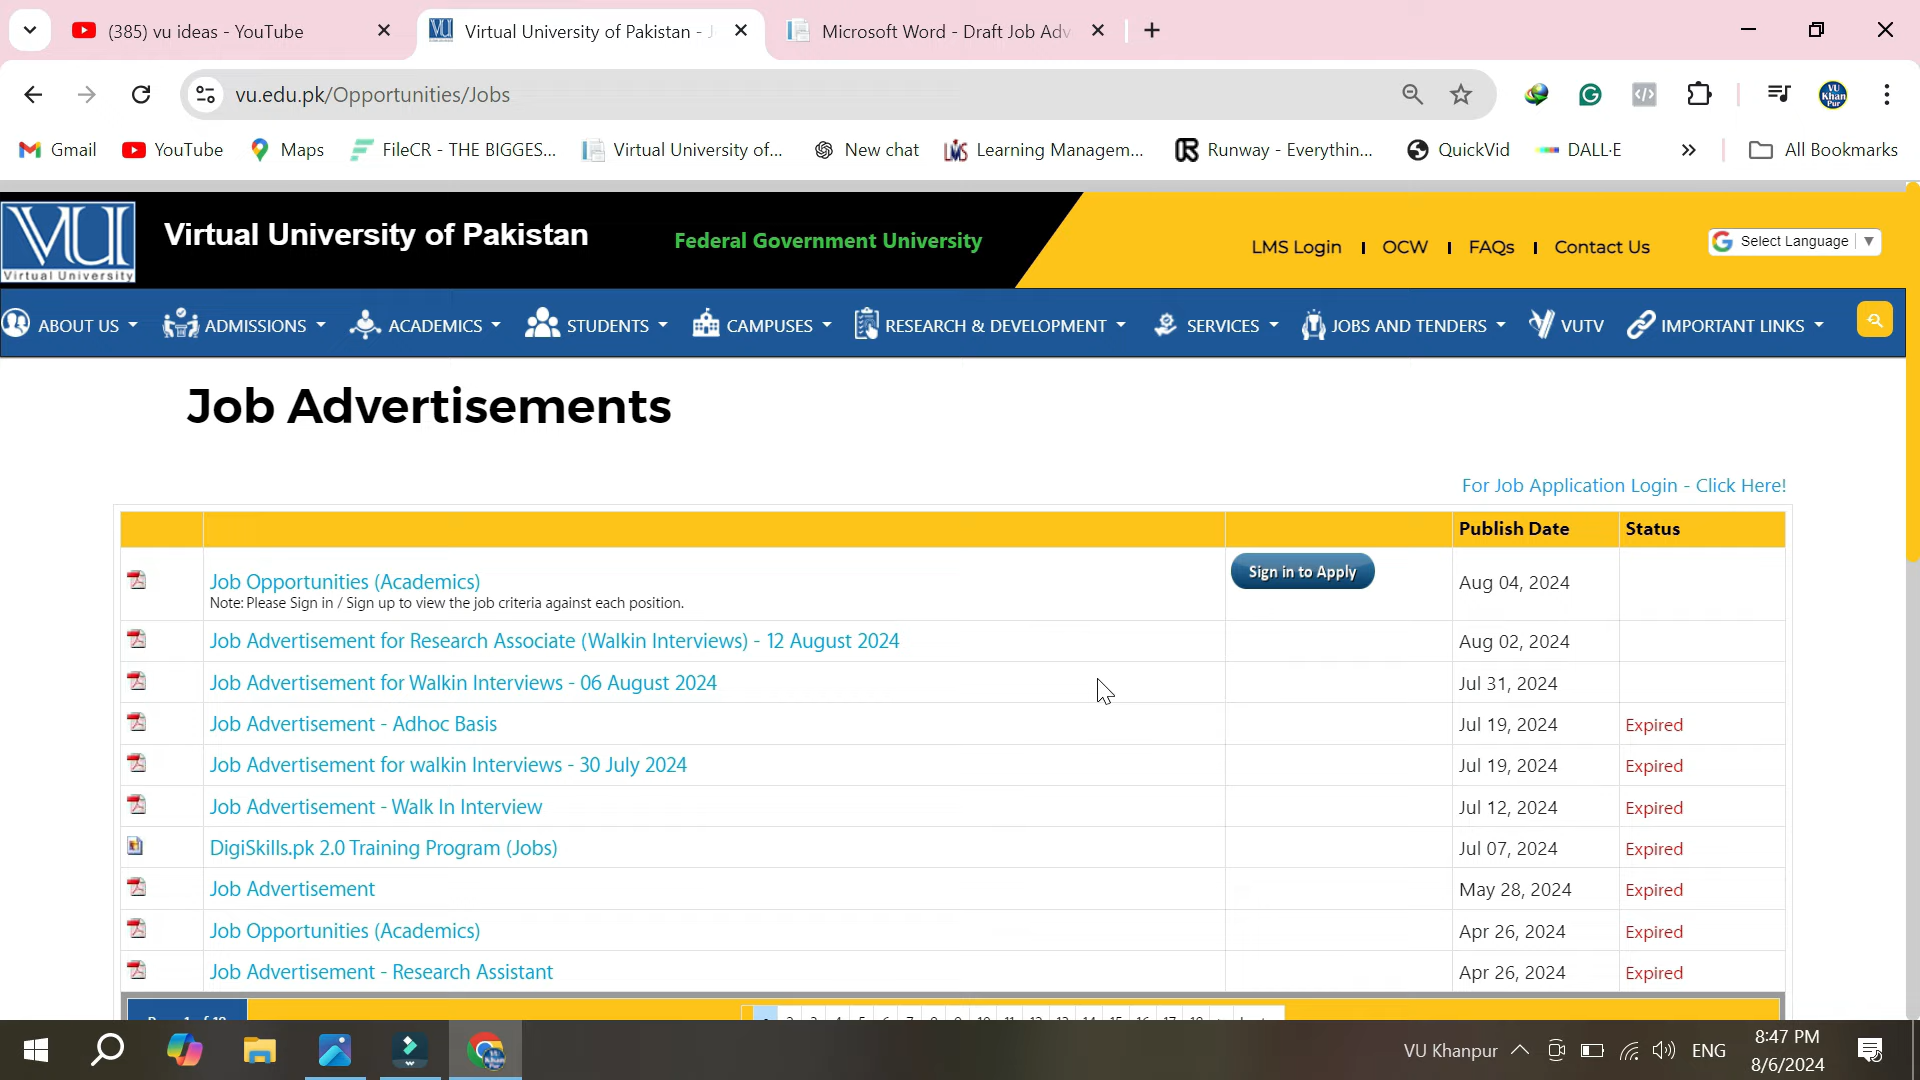 (385) vu ideas - YouTube
Virtual University of Pakistan - J
Microsoft Word - Draft Job Adv
vu.edu.pk/Opportunities/Jobs
VU Khan Pur
Gmail
YouTube
Maps
FileCR - THE BIGGES...
Virtual University of...
New chat
LMS
Learning Managem...
Runway - Everythin...
QuickVid
DALL·E
»
All Bookmarks
VU
Virtual University
Virtual University of Pakistan
Federal Government University
LMS Login
OCW
FAQs
Contact Us
Select Language
ABOUT US
ADMISSIONS
ACADEMICS
STUDENTS
CAMPUSES
RESEARCH & DEVELOPMENT
SERVICES
JOBS AND TENDERS
VUTV
IMPORTANT LINKS
Job Advertisements
For Job Application Login - Click Here!
Publish Date Status
Job Opportunities (Academics) Sign in to Apply Aug 04, 2024
Note: Please Sign in / Sign up to view the job criteria against each position.
Job Advertisement for Research Associate (Walkin Interviews) - 12 August 2024 Aug 02, 2024
Job Advertisement for Walkin Interviews - 06 August 2024 Jul 31, 2024
Job Advertisement - Adhoc Basis Jul 19, 2024 Expired
Job Advertisement for walkin Interviews - 30 July 2024 Jul 19, 2024 Expired
Job Advertisement - Walk In Interview Jul 12, 2024 Expired
DigiSkills.pk 2.0 Training Program (Jobs) Jul 07, 2024 Expired
Job Advertisement May 28, 2024 Expired
Job Opportunities (Academics) Apr 26, 2024 Expired
Job Advertisement - Research Assistant Apr 26, 2024 Expired
VU Khanpur
ENG
8:47 PM
8/6/2024